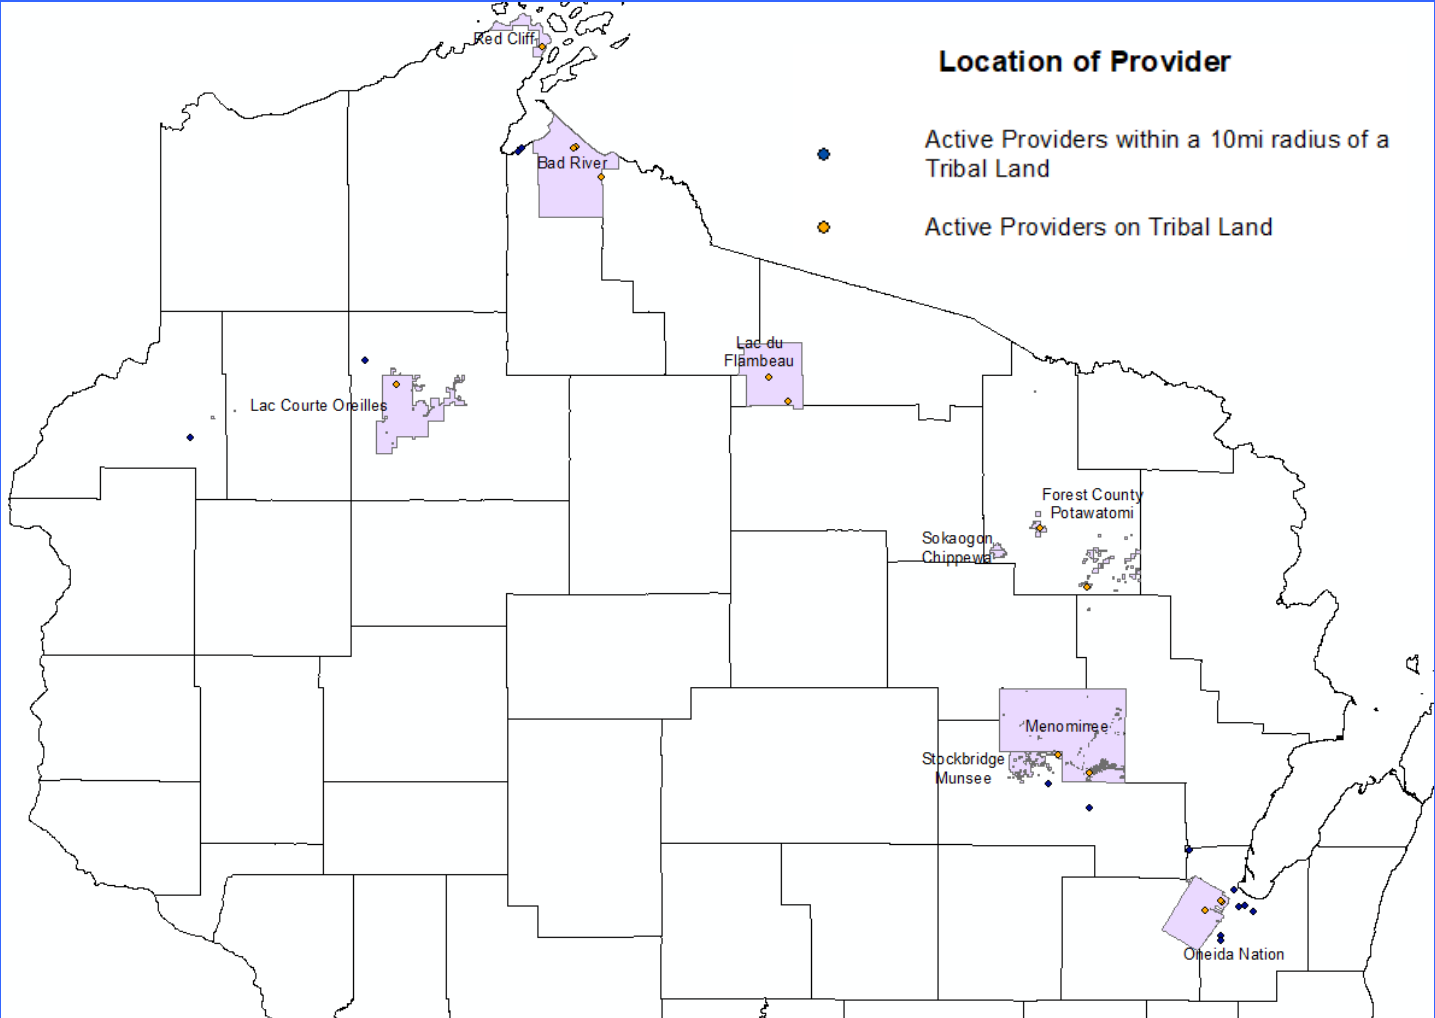 Red Cliff
Location of Provider
Active Providers within a 10mi radius of a
Tribal Land
Bad River
Active Providers on Tribal Land
Lac du
Flambeau
Lac Courte Oreilles
Forest County
Potawatomi
Sokaogon
Chippewa
Menominee
Stockbridge
Munsee
Oneida Nation